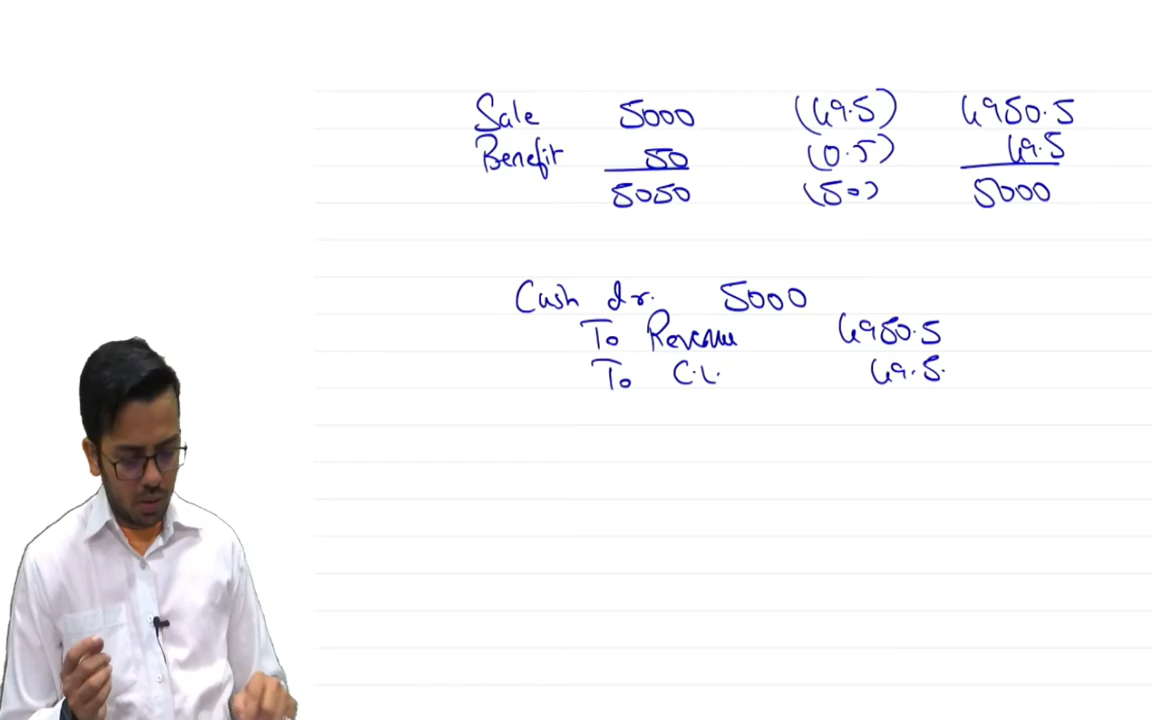 Sale 5000 (49.5) 4950.5
Benefit 50 (0.5) 49.5
5050 (50) 5000
Cash dr. 5000
To Revenue 4950.5
To C.L. 49.5